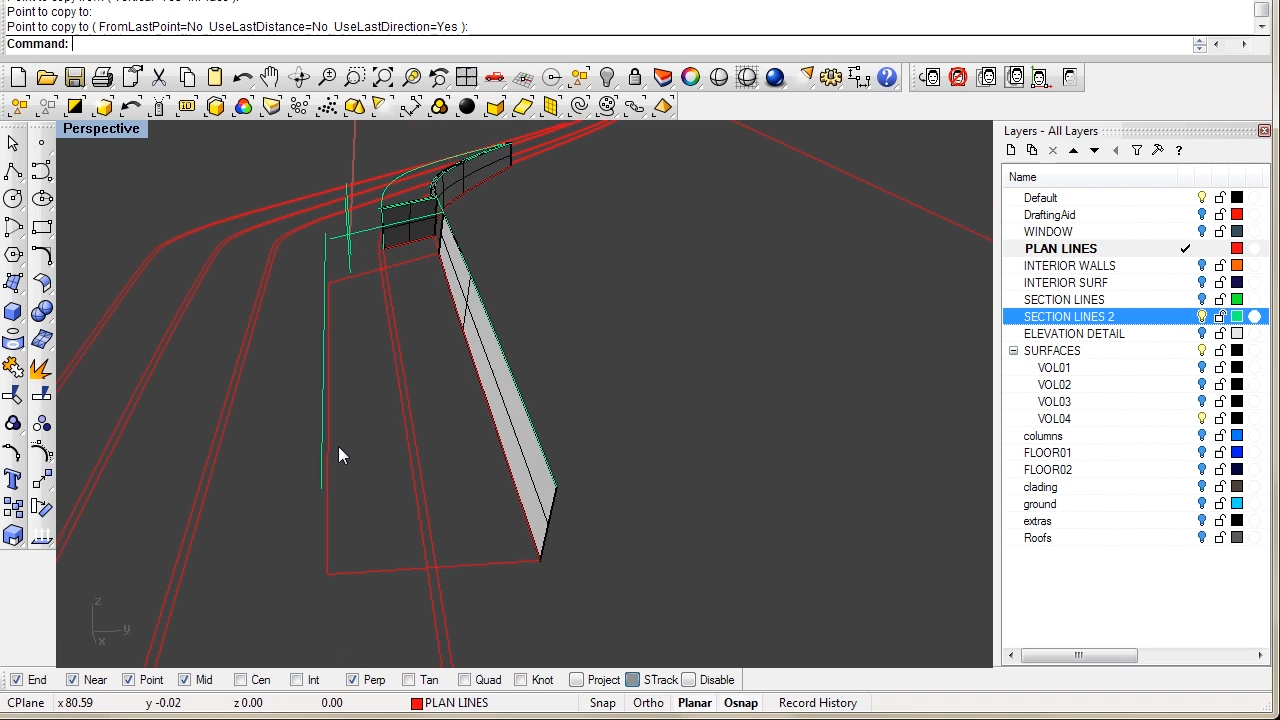 Point to copy to:
Point to copy to ( FromLastPoint=No UseLastDistance=No UseLastDirection=Yes ):
Command:
Perspective
Layers - All Layers
Name
Default
DraftingAid
WINDOW
PLAN LINES
INTERIOR WALLS
INTERIOR SURF
SECTION LINES
SECTION LINES 2
ELEVATION DETAIL
SURFACES
VOL01
VOL02
VOL03
VOL04
columns
FLOOR01
FLOOR02
clading
ground
extras
Roofs
z
y
x
End Near Point Mid Cen Int Perp Tan Quad Knot Project STrack Disable
CPlane x 80.59 y -0.02 z 0.00 0.00 PLAN LINES Snap Ortho Planar Osnap Record History